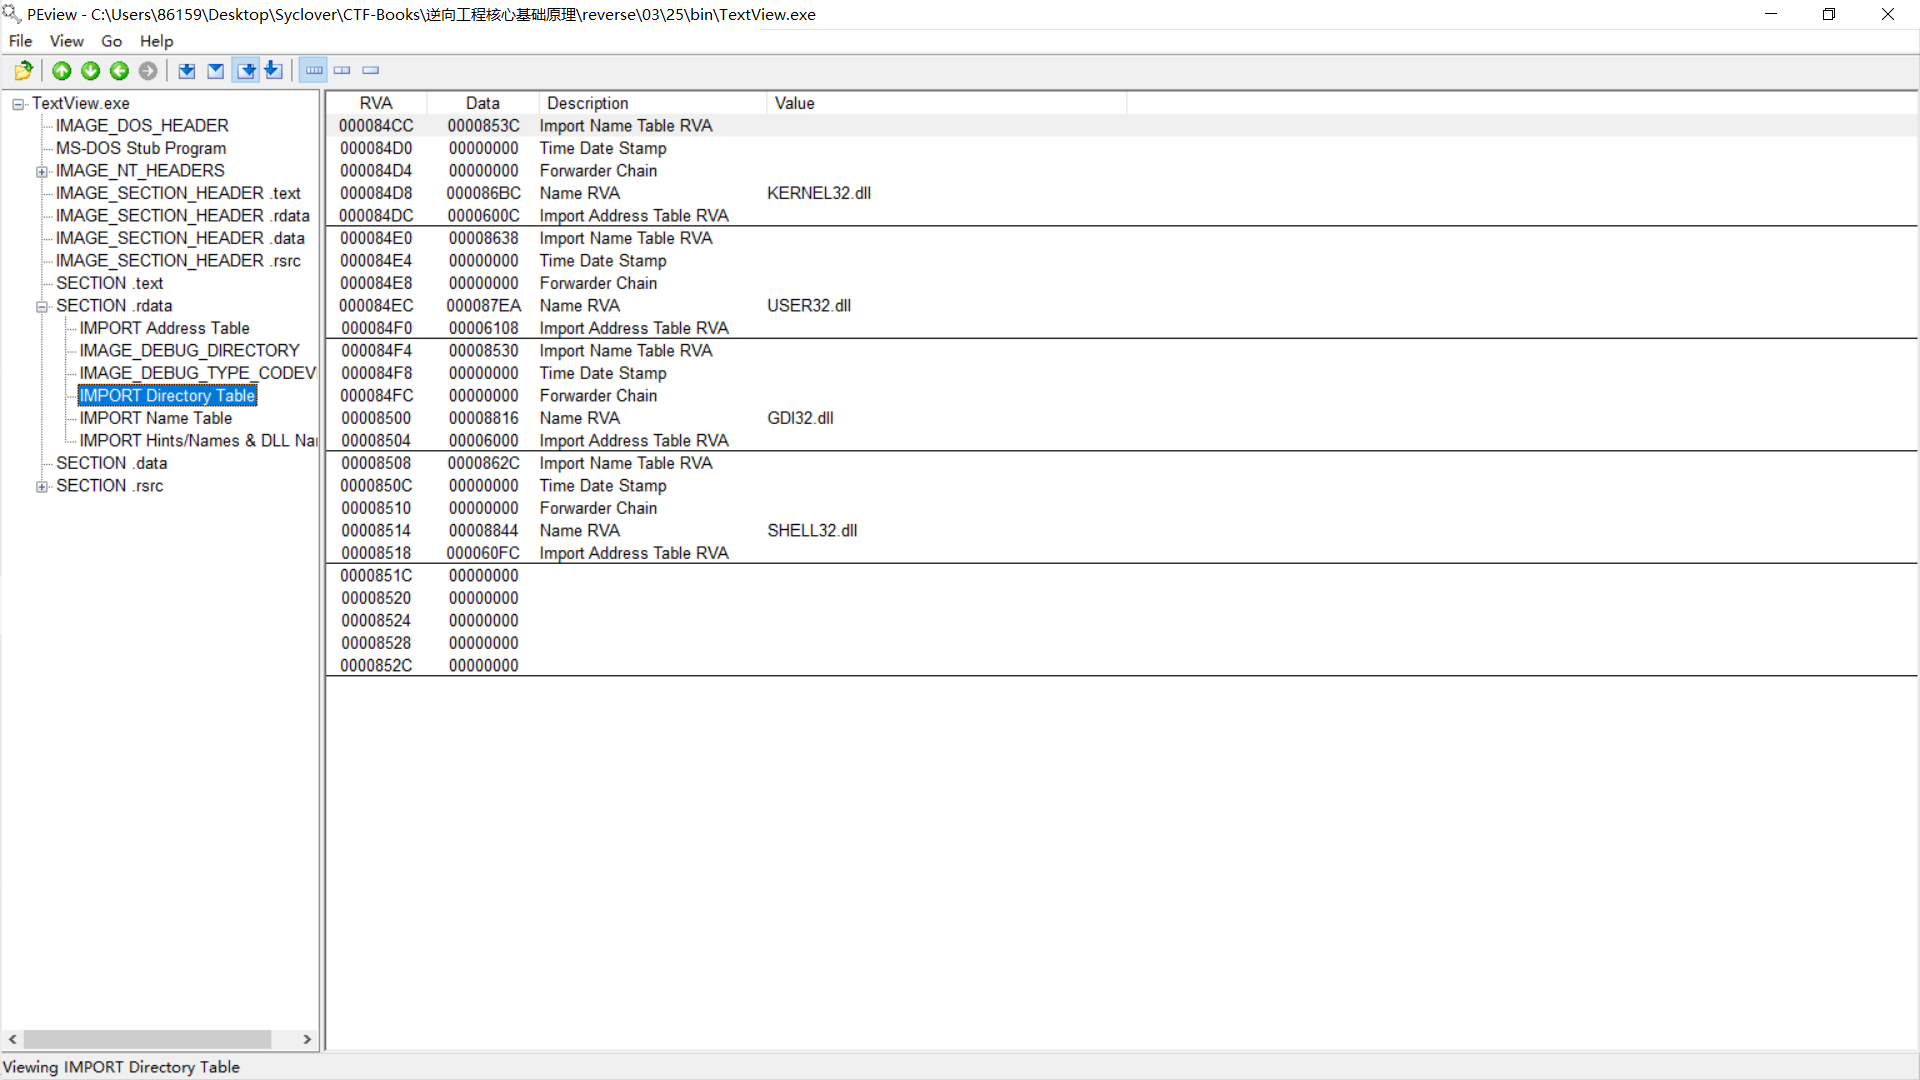 PEview - C:\Users\86159\Desktop\Syclover\CTF-Books\逆向工程核心基础原理\reverse\03\25\bin\TextView.exe
File View Go Help
TextView.exe
IMAGE_DOS_HEADER
MS-DOS Stub Program
IMAGE_NT_HEADERS
IMAGE_SECTION_HEADER .text
IMAGE_SECTION_HEADER .rdata
IMAGE_SECTION_HEADER .data
IMAGE_SECTION_HEADER .rsrc
SECTION .text
SECTION .rdata
IMPORT Address Table
IMAGE_DEBUG_DIRECTORY
IMAGE_DEBUG_TYPE_CODEV
IMPORT Directory Table
IMPORT Name Table
IMPORT Hints/Names & DLL Na
SECTION .data
SECTION .rsrc
RVA Data Description Value
000084CC 0000853C Import Name Table RVA
000084D0 00000000 Time Date Stamp
000084D4 00000000 Forwarder Chain
000084D8 000086BC Name RVA KERNEL32.dll
000084DC 0000600C Import Address Table RVA
000084E0 00008638 Import Name Table RVA
000084E4 00000000 Time Date Stamp
000084E8 00000000 Forwarder Chain
000084EC 000087EA Name RVA USER32.dll
000084F0 00006108 Import Address Table RVA
000084F4 00008530 Import Name Table RVA
000084F8 00000000 Time Date Stamp
000084FC 00000000 Forwarder Chain
00008500 00008816 Name RVA GDI32.dll
00008504 00006000 Import Address Table RVA
00008508 0000862C Import Name Table RVA
0000850C 00000000 Time Date Stamp
00008510 00000000 Forwarder Chain
00008514 00008844 Name RVA SHELL32.dll
00008518 000060FC Import Address Table RVA
0000851C 00000000
00008520 00000000
00008524 00000000
00008528 00000000
0000852C 00000000
Viewing IMPORT Directory Table